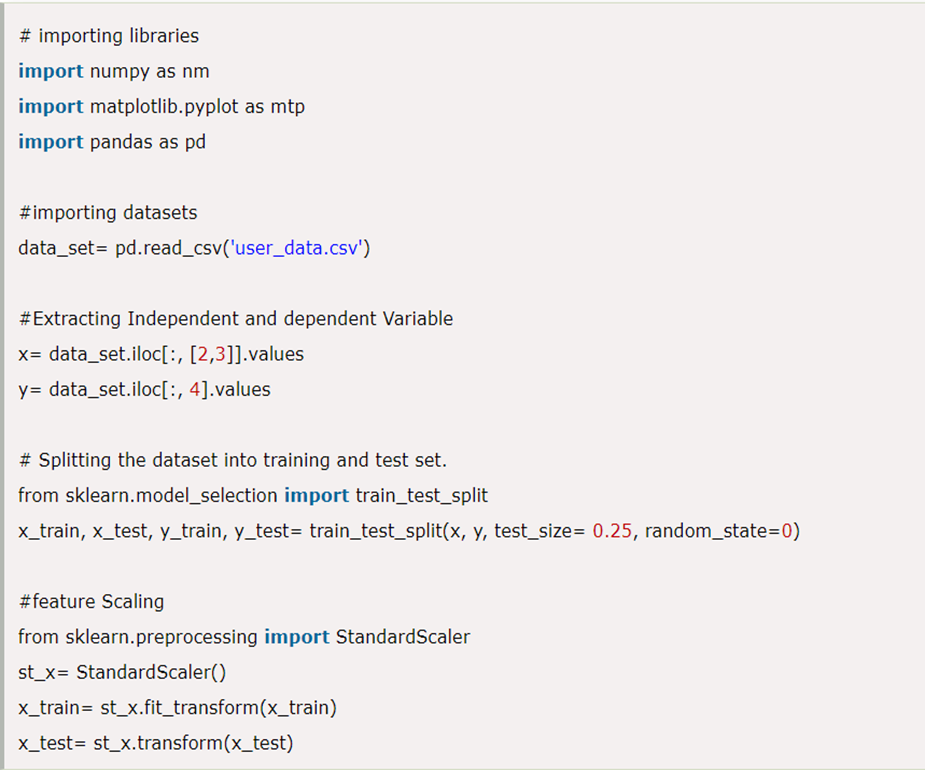 # importing libraries
import numpy as nm
import matplotlib.pyplot as mtp
import pandas as pd
#importing datasets
data_set= pd.read_csv('user_data.csv')
#Extracting Independent and dependent Variable
x= data_set.iloc[:, [2,3]].values
y= data_set.iloc[:, 4].values
# Splitting the dataset into training and test set.
from sklearn.model_selection import train_test_split
x_train, x_test, y_train, y_test= train_test_split(x, y, test_size= 0.25, random_state=0)
#feature Scaling
from sklearn.preprocessing import StandardScaler
st_x= StandardScaler()
x_train= st_x.fit_transform(x_train)
x_test= st_x.transform(x_test)